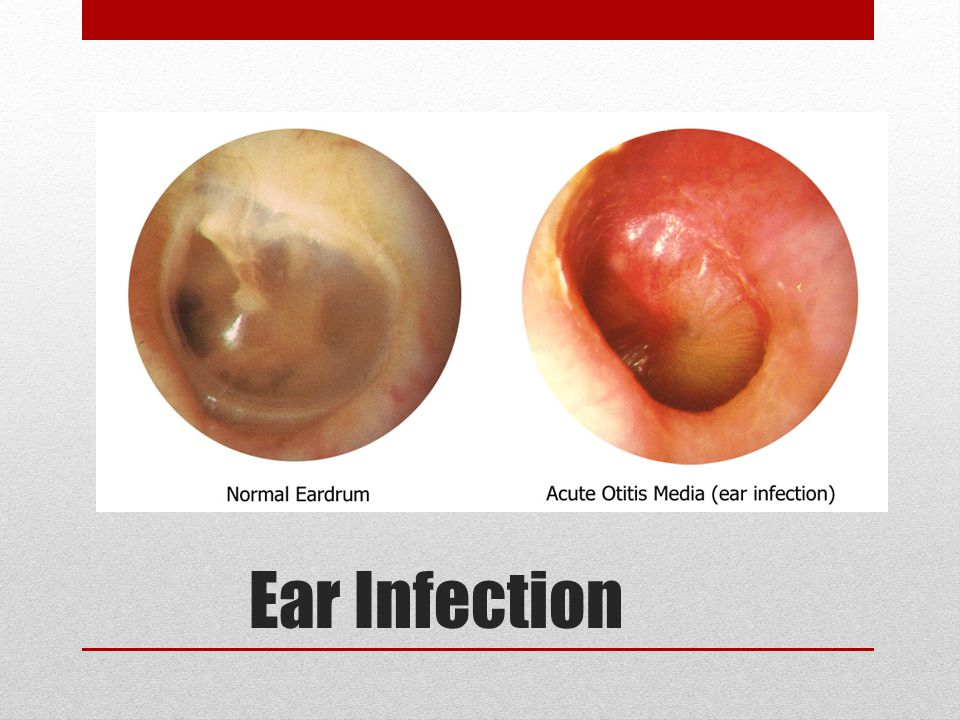 Normal Eardrum
Acute Otitis Media (ear infection)
Ear Infection